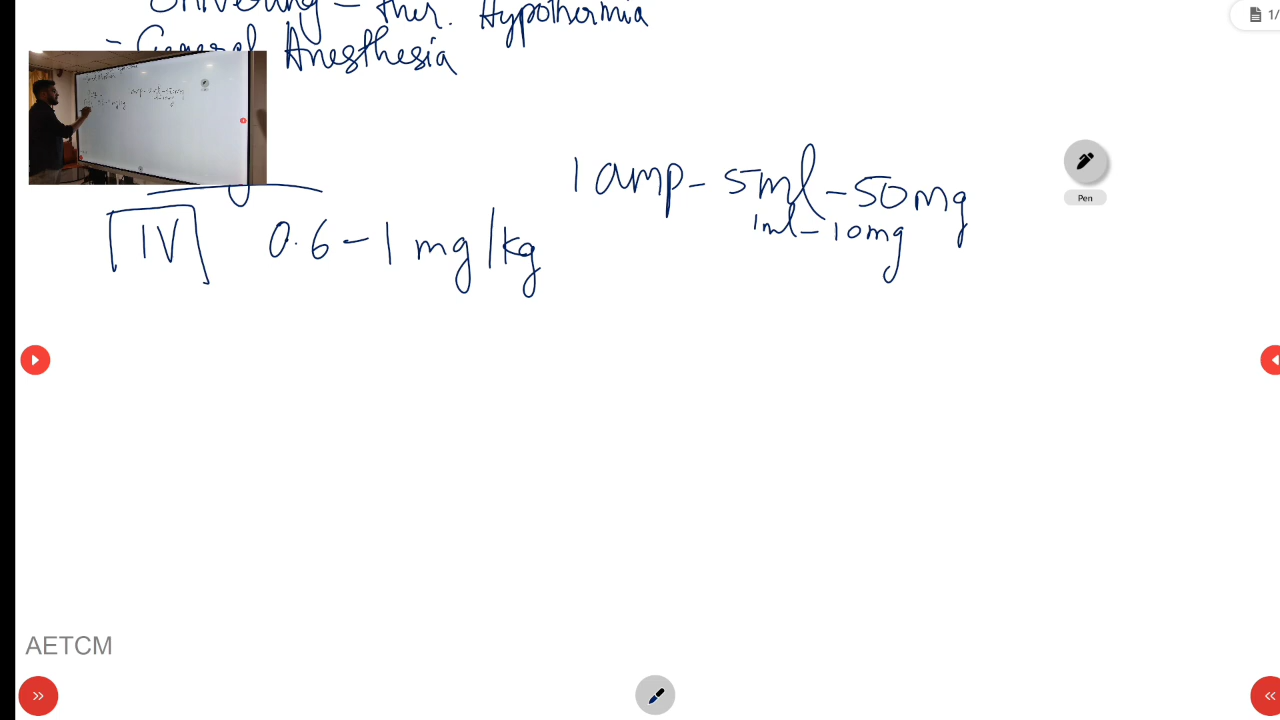 Shivering - ther. Hypothermia
- General Anesthesia
1 amp - 5ml - 50mg
1ml - 10mg
IV 0.6 - 1 mg/kg
Pen
1/
AETCM